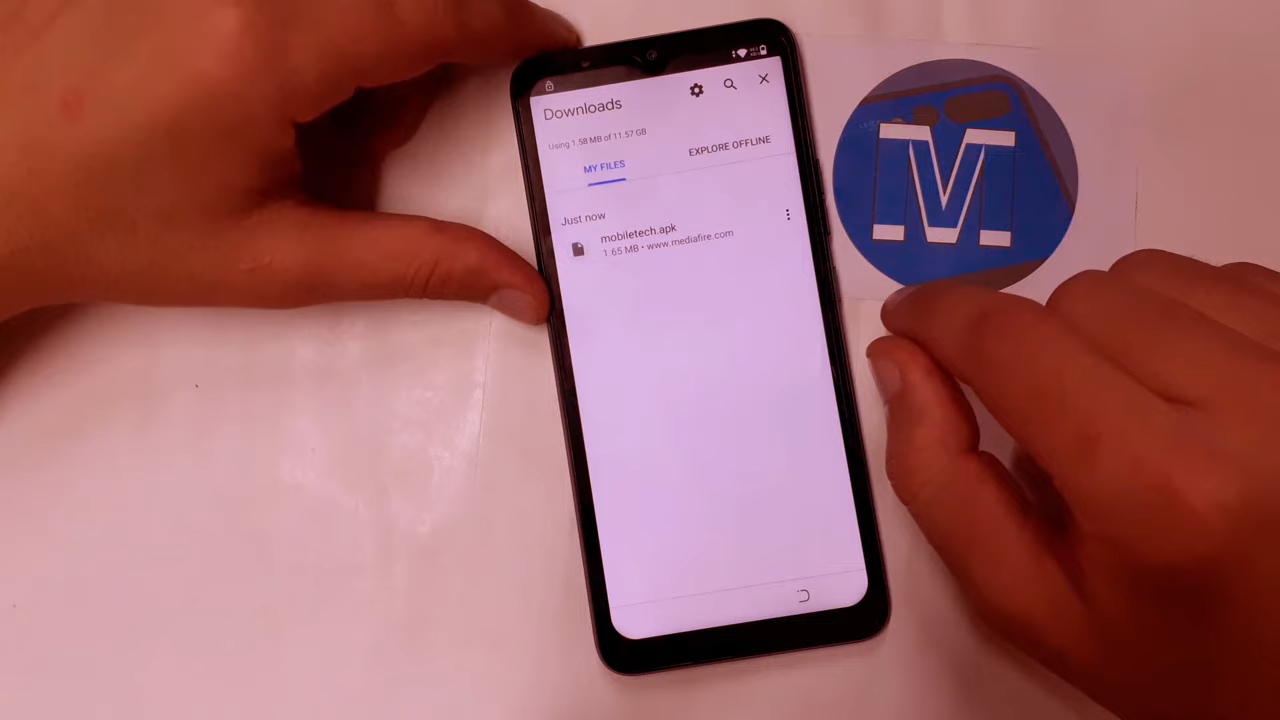 Downloads
Using 1.58 MB of 11.57 GB
MY FILES
EXPLORE OFFLINE
Just now
mobiletech.apk
1.65 MB • www.mediafire.com
M